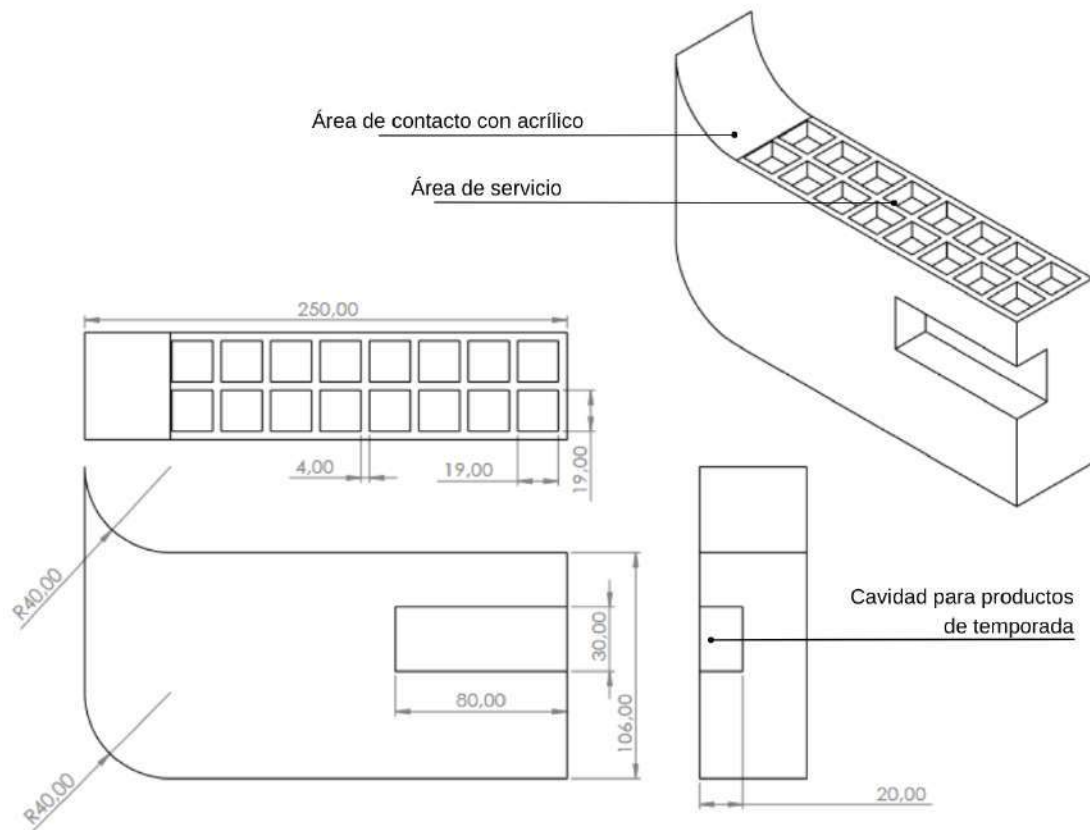 Área de contacto con acrílico
Área de servicio
250,00
4,00
19,00
19,00
R40,00
Cavidad para productos
de temporada
30,00
80,00
106,00
R40,00
20,00